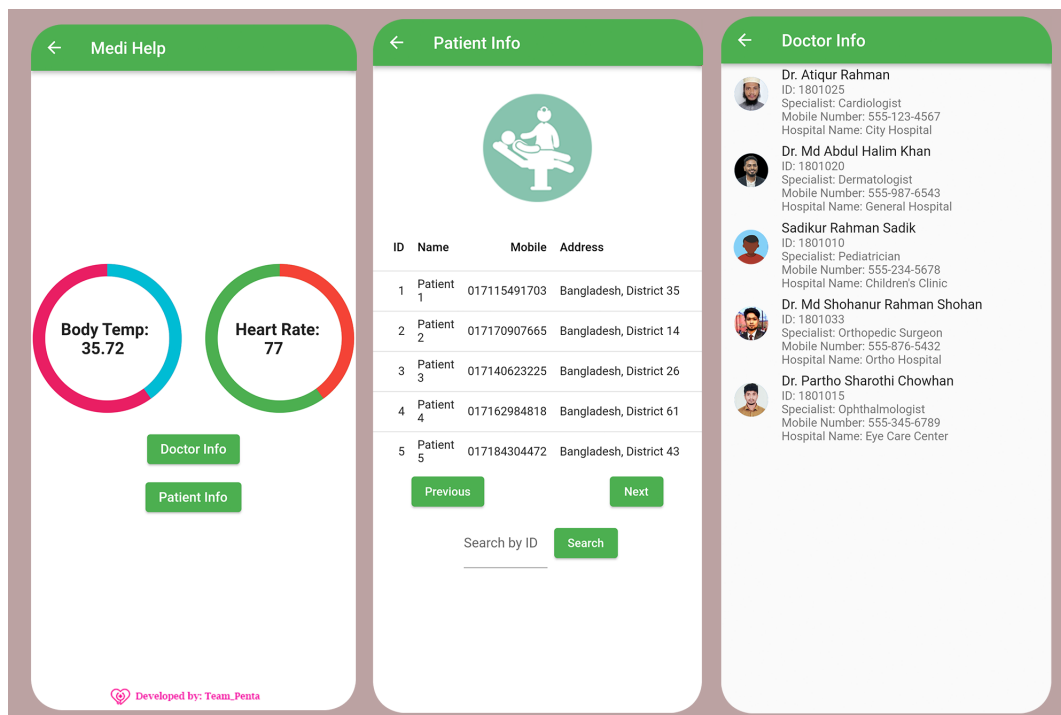 Medi Help
Body Temp:
35.72
Heart Rate:
77
Doctor Info
Patient Info
Developed by: Team_Penta
Patient Info
ID Name Mobile Address
1 Patient 1 017115491703 Bangladesh, District 35
2 Patient 2 017170907665 Bangladesh, District 14
3 Patient 3 017140623225 Bangladesh, District 26
4 Patient 4 017162984818 Bangladesh, District 61
5 Patient 5 017184304472 Bangladesh, District 43
Previous Next
Search by ID Search
Doctor Info
Dr. Atiqur Rahman
ID: 1801025
Specialist: Cardiologist
Mobile Number: 555-123-4567
Hospital Name: City Hospital
Dr. Md Abdul Halim Khan
ID: 1801020
Specialist: Dermatologist
Mobile Number: 555-987-6543
Hospital Name: General Hospital
Sadikur Rahman Sadik
ID: 1801010
Specialist: Pediatrician
Mobile Number: 555-234-5678
Hospital Name: Children's Clinic
Dr. Md Shohanur Rahman Shohan
ID: 1801033
Specialist: Orthopedic Surgeon
Mobile Number: 555-876-5432
Hospital Name: Ortho Hospital
Dr. Partho Sharothi Chowhan
ID: 1801015
Specialist: Ophthalmologist
Mobile Number: 555-345-6789
Hospital Name: Eye Care Center